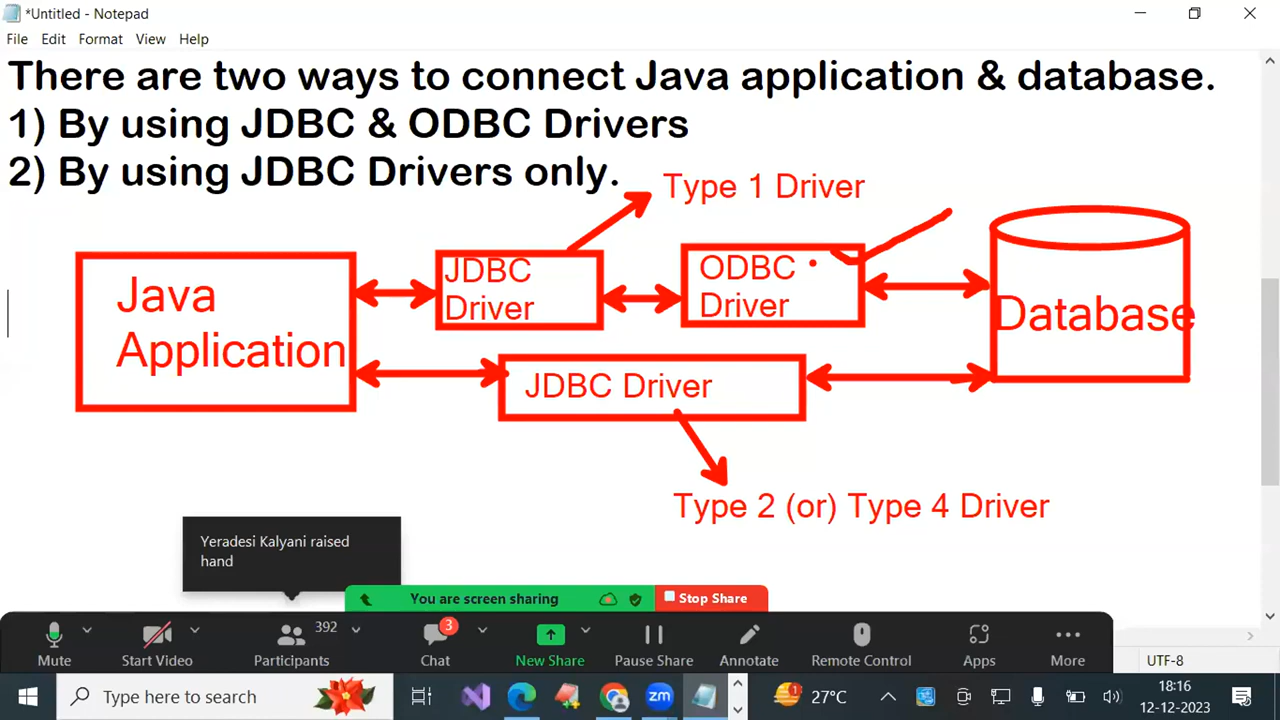 *Untitled - Notepad
File Edit Format View Help
There are two ways to connect Java application & database.
1) By using JDBC & ODBC Drivers
2) By using JDBC Drivers only.
Type 1 Driver
Java
Application
JDBC
Driver
ODBC
Driver
Database
JDBC Driver
Type 2 (or) Type 4 Driver
Yeradesi Kalyani raised
hand
You are screen sharing
Stop Share
392
3
Mute Start Video Participants Chat New Share Pause Share Annotate Remote Control Apps More
UTF-8
Type here to search
zm
1
27°C
18:16
12-12-2023